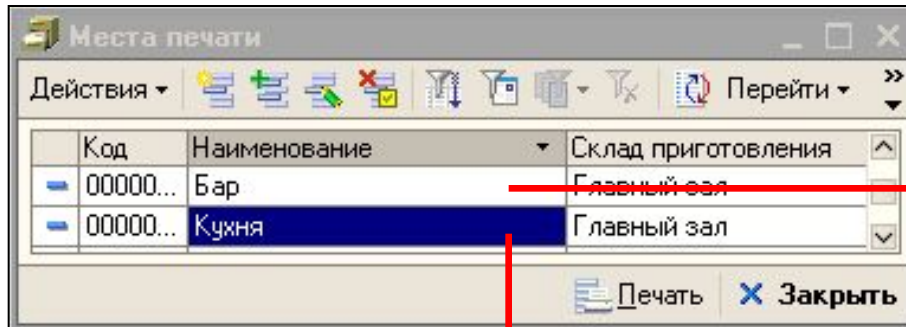 Места печати
Действия Перейти »
Код Наименование Склад приготовления
00000... Бар Главный зал
00000... Кухня Главный зал
Печать Закрыть